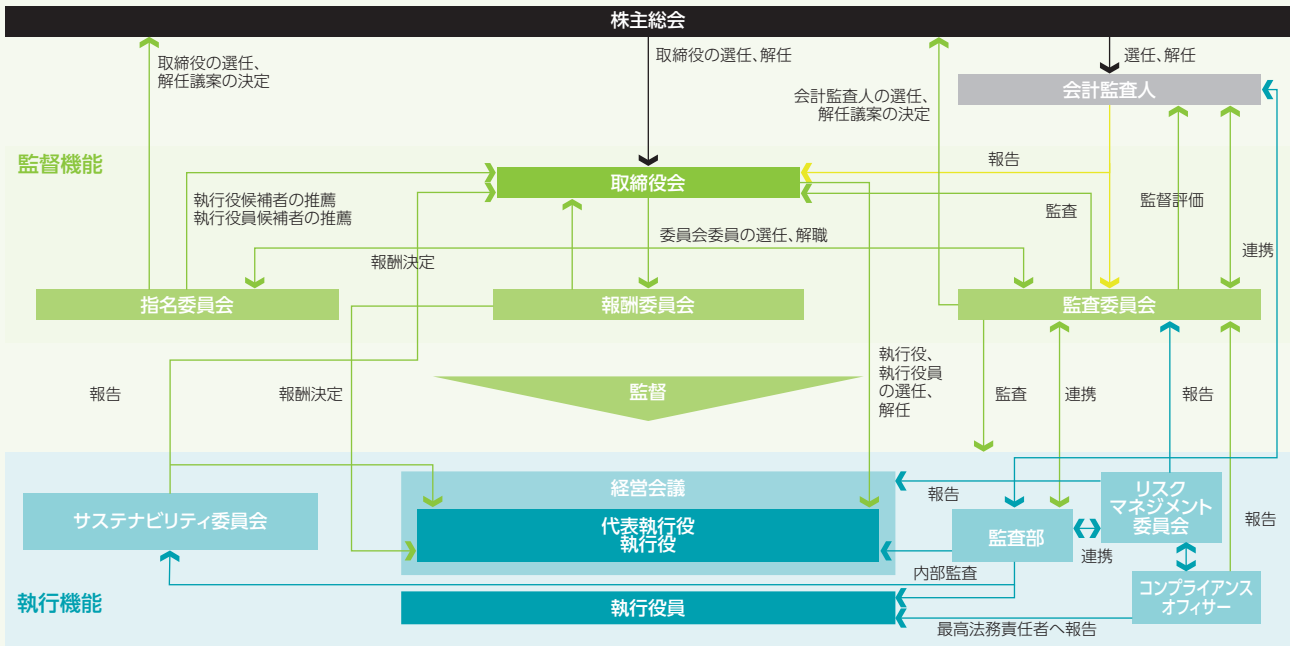 株主総会
取締役の選任、
解任議案の決定
取締役の選任、解任
選任、解任
会計監査人の選任、
解任議案の決定
会計監査人
監督機能
報告
取締役会
執行役候補者の推薦
執行役員候補者の推薦
監査
監督評価
委員会委員の選任、解職
報酬決定
連携
指名委員会
報酬委員会
監査委員会
執行役、
執行役員
の選任、
解任
報告
報酬決定
監督
監査
連携
報告
経営会議
報告
リスク
マネジメント
委員会
サステナビリティ委員会
代表執行役
執行役
監査部
報告
連携
内部監査
コンプライアンス
オフィサー
執行機能
執行役員
最高法務責任者へ報告